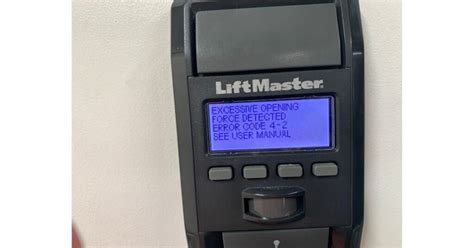 LiftMaster
EXCESSIVE OPENING
FORCE DETECTED
ERROR CODE 4-2
SEE USER MANUAL